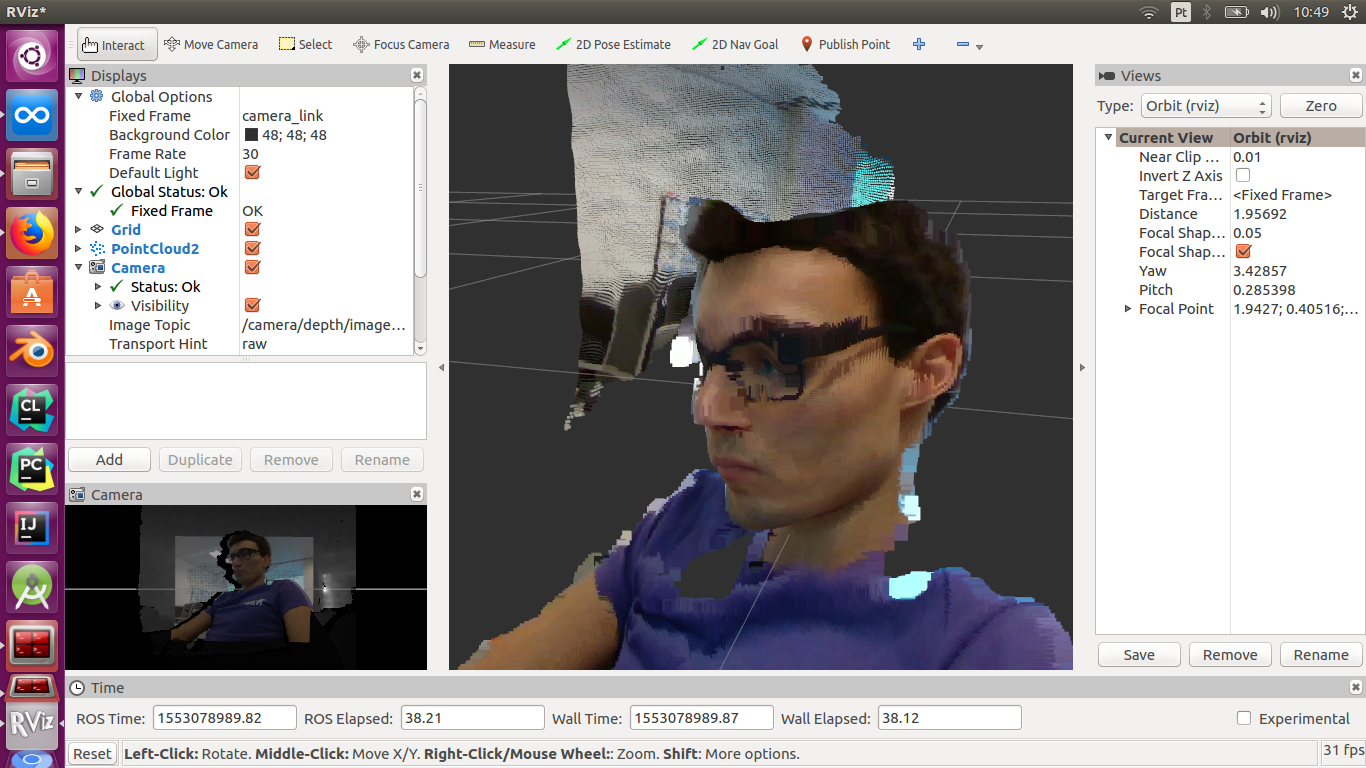 RViz*
Pt
10:49
Interact
Move Camera
Select
Focus Camera
Measure
2D Pose Estimate
2D Nav Goal
Publish Point
Displays
Global Options
Fixed Frame camera_link
Background Color 48; 48; 48
Frame Rate 30
Default Light
Global Status: Ok
Fixed Frame OK
Grid
PointCloud2
Camera
Status: Ok
Visibility
Image Topic /camera/depth/image...
Transport Hint raw
Add
Duplicate
Remove
Rename
Camera
Views
Type: Orbit (rviz) Zero
Current View Orbit (rviz)
Near Clip ... 0.01
Invert Z Axis
Target Fra... <Fixed Frame>
Distance 1.95692
Focal Shap... 0.05
Focal Shap...
Yaw 3.42857
Pitch 0.285398
Focal Point 1.9427; 0.40516;...
Save
Remove
Rename
CL
PC
IJ
RViz
Time
ROS Time: 1553078989.82 ROS Elapsed: 38.21 Wall Time: 1553078989.87 Wall Elapsed: 38.12 Experimental
Reset Left-Click: Rotate. Middle-Click: Move X/Y. Right-Click/Mouse Wheel:: Zoom. Shift: More options. 31 fps